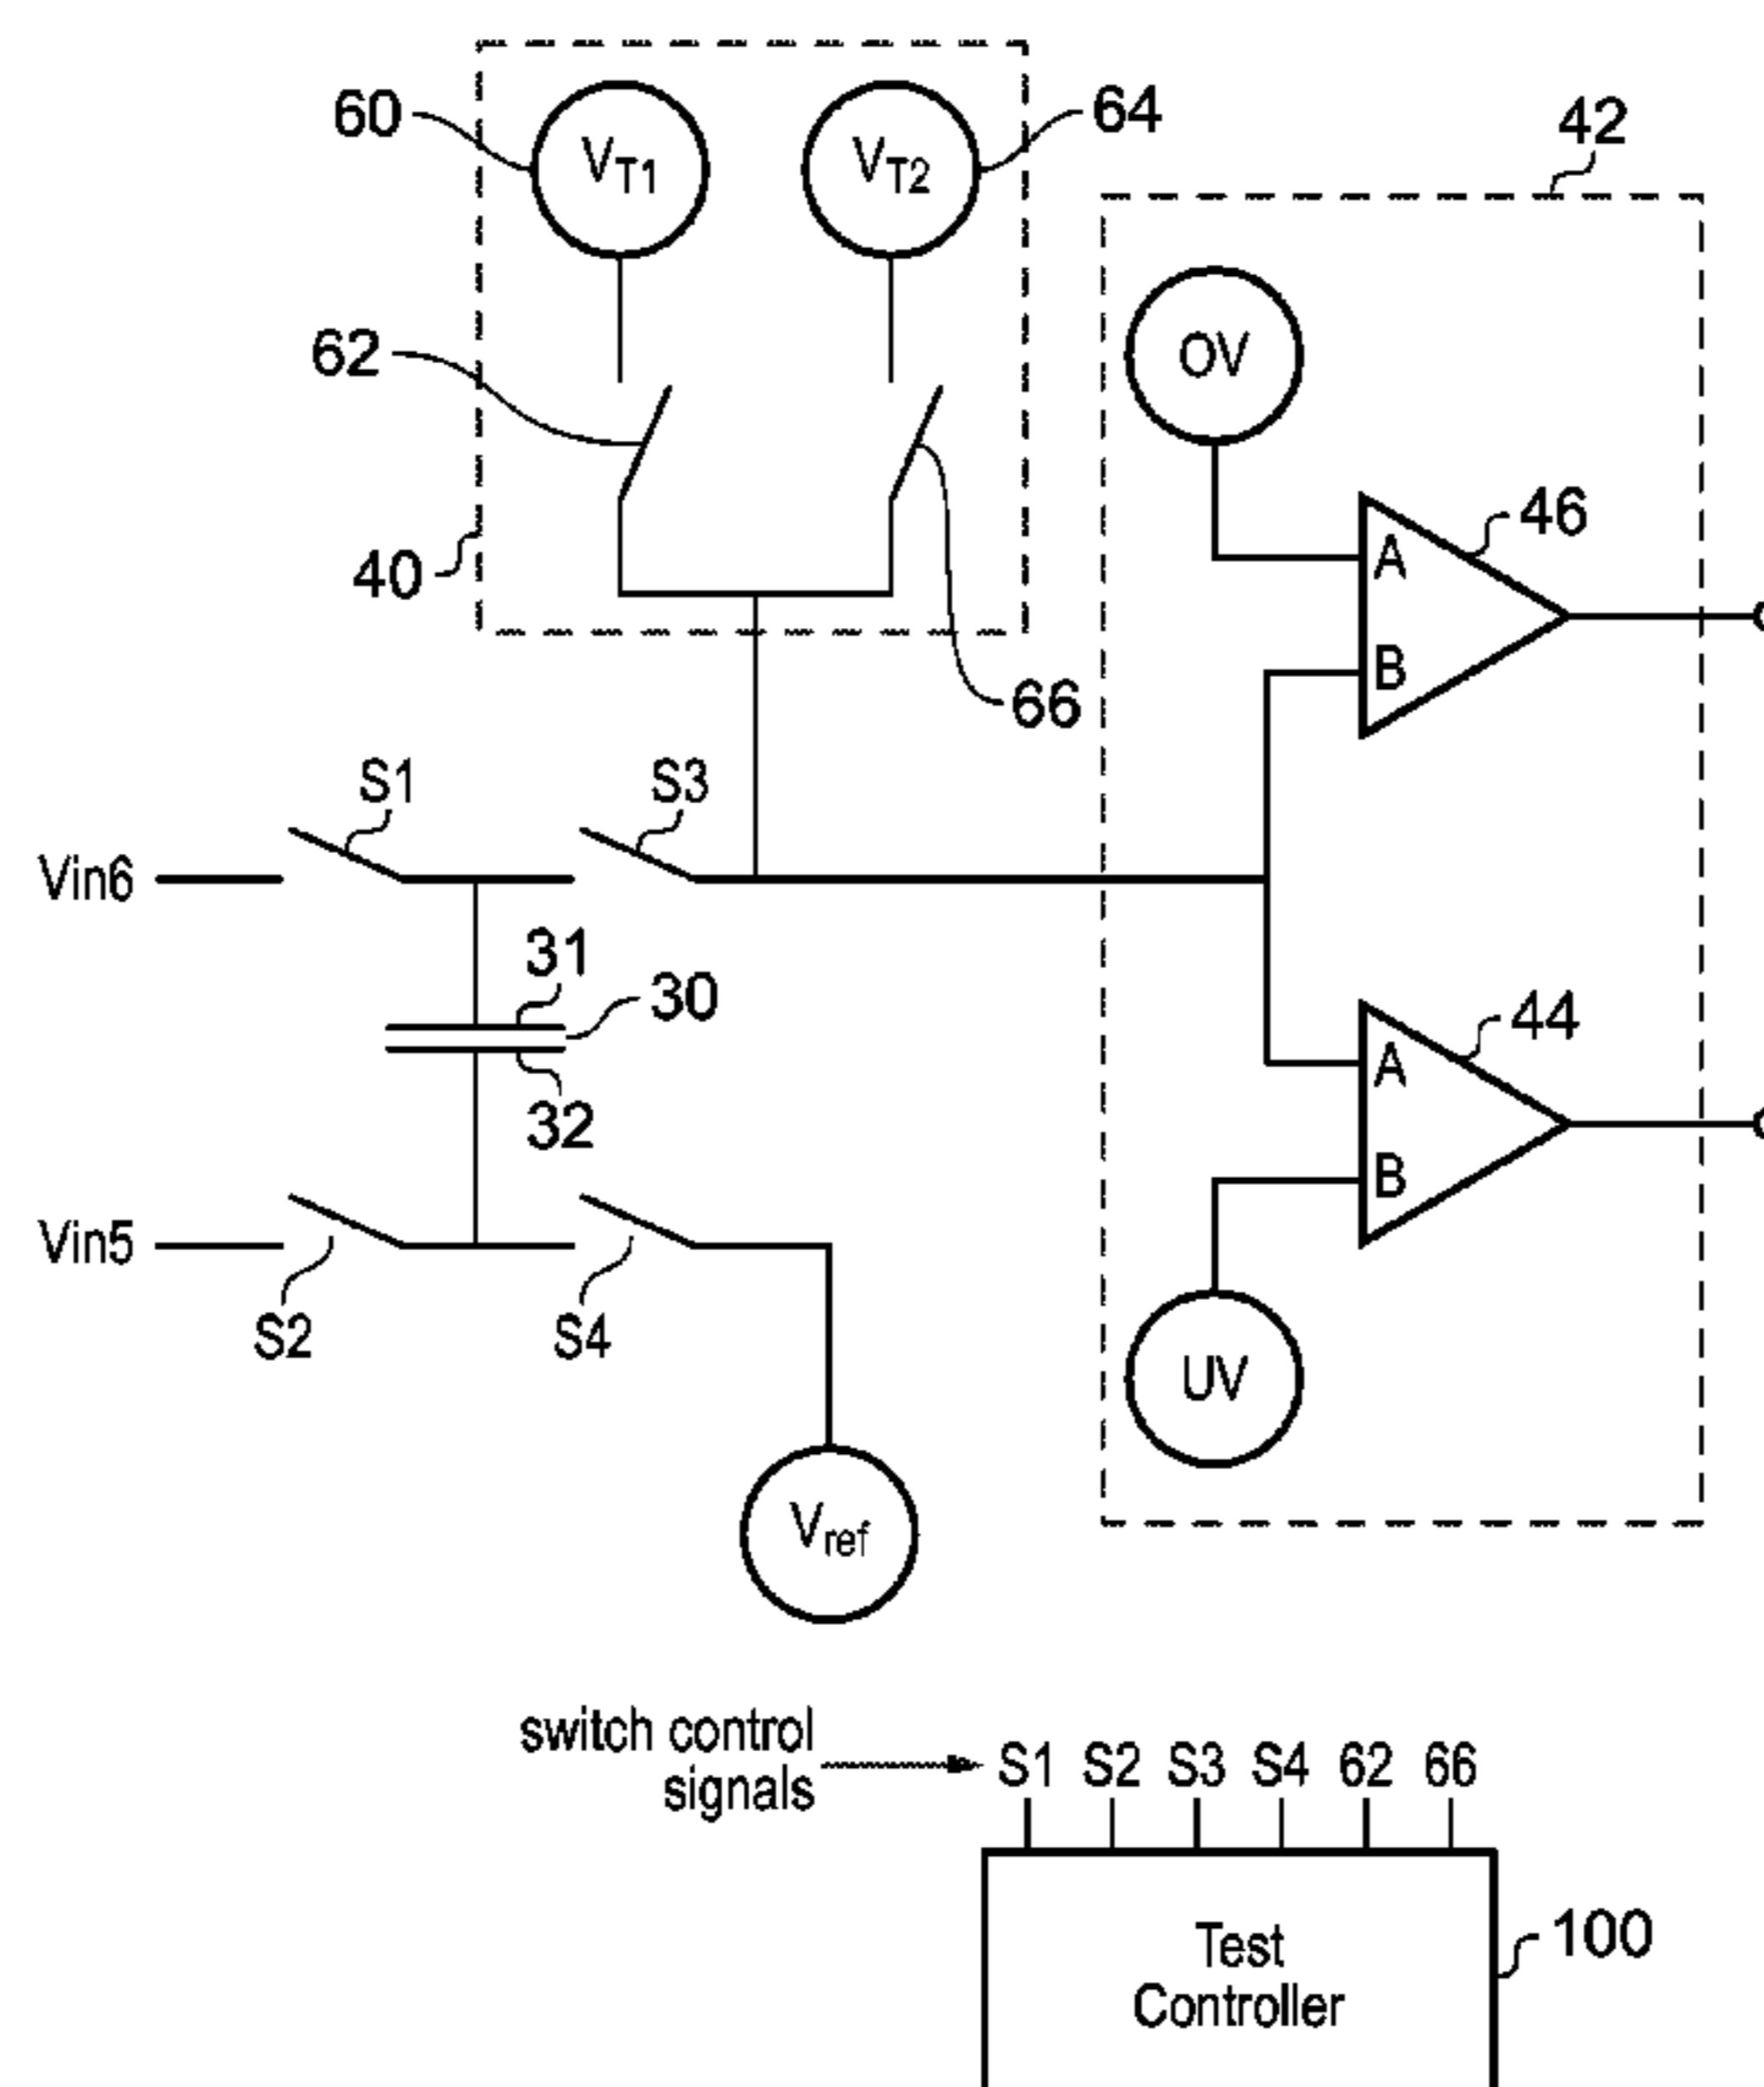 60
64
42
VT1
VT2
62
OV
46
A
40
B
66
S1
S3
Vin6
31
30
44
A
32
B
Vin5
S2
S4
UV
Vref
switch control
signals
S1 S2 S3 S4 62 66
100
Test
Controller